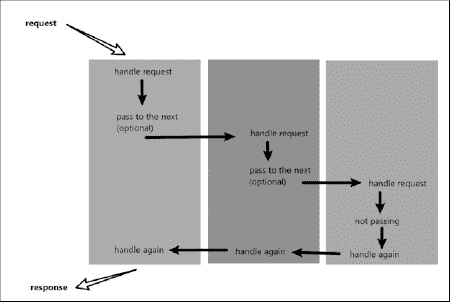 request
handle request
pass to the next
(optional)
handle request
pass to the next
(optional)
handle request
not passing
handle again
handle again
handle again
response